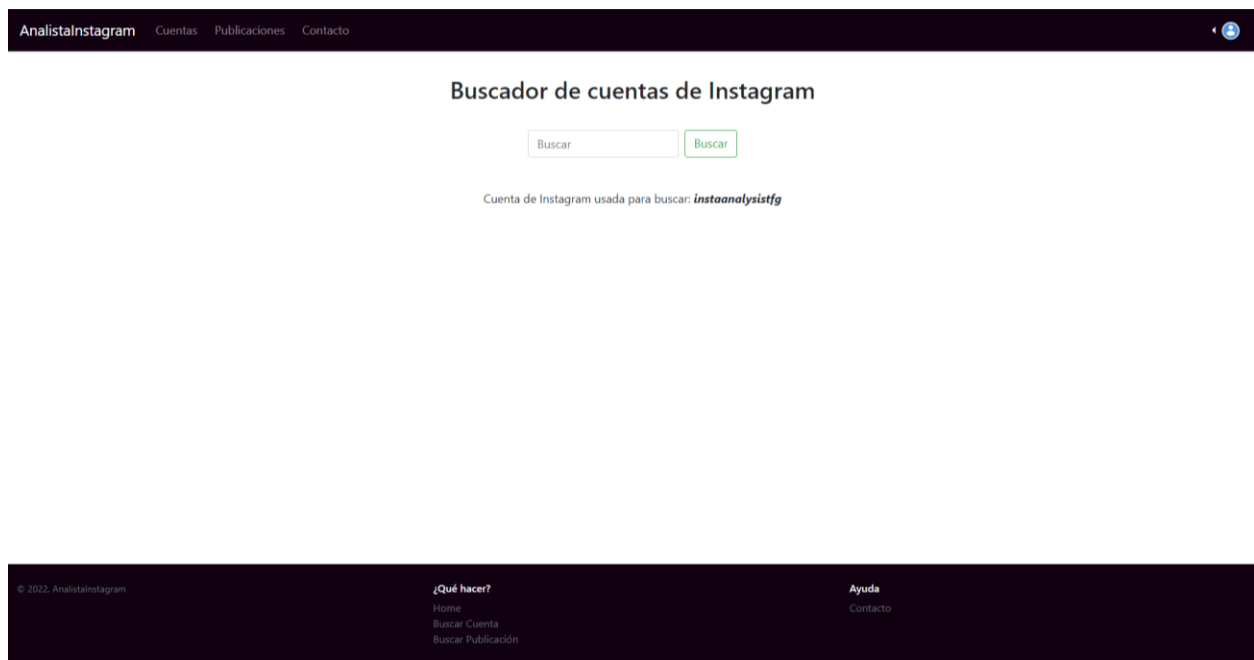 AnalistaInstagram Cuentas Publicaciones Contacto
Buscador de cuentas de Instagram
Buscar Buscar
Cuenta de Instagram usada para buscar: instaanalysistfg
© 2022, AnalistaInstagram
¿Qué hacer?
Home
Buscar Cuenta
Buscar Publicación
Ayuda
Contacto